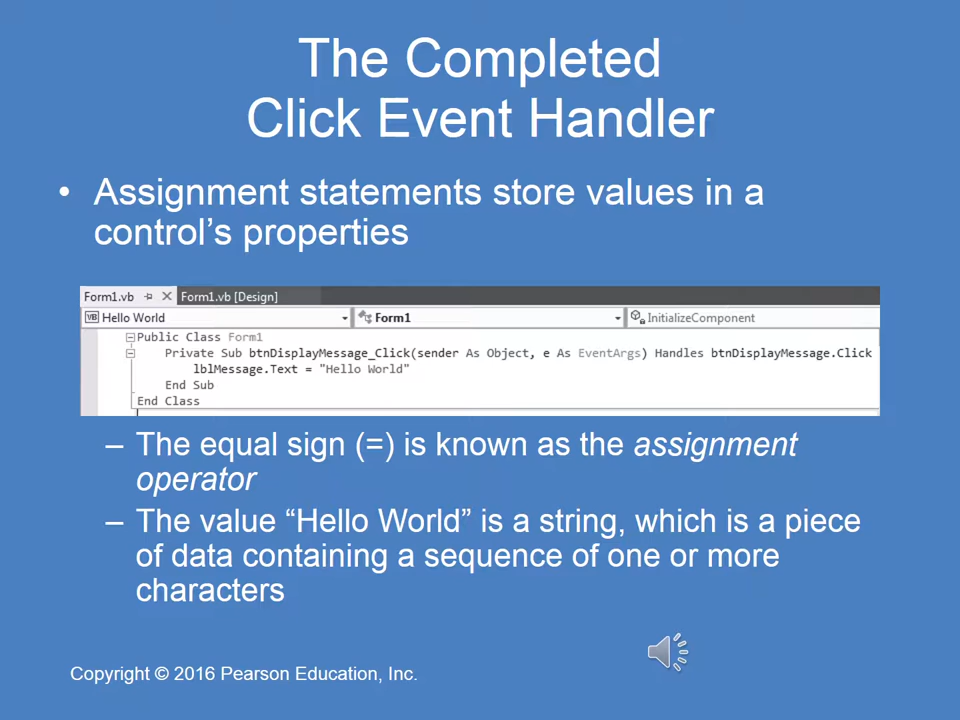 The Completed
Click Event Handler
• Assignment statements store values in a
control’s properties
Form1.vb Form1.vb [Design]
VB Hello World Form1 InitializeComponent
Public Class Form1
Private Sub btnDisplayMessage_Click(sender As Object, e As EventArgs) Handles btnDisplayMessage.Click
lblMessage.Text = "Hello World"
End Sub
End Class
– The equal sign (=) is known as the assignment
operator
– The value “Hello World” is a string, which is a piece
of data containing a sequence of one or more
characters
Copyright © 2016 Pearson Education, Inc.